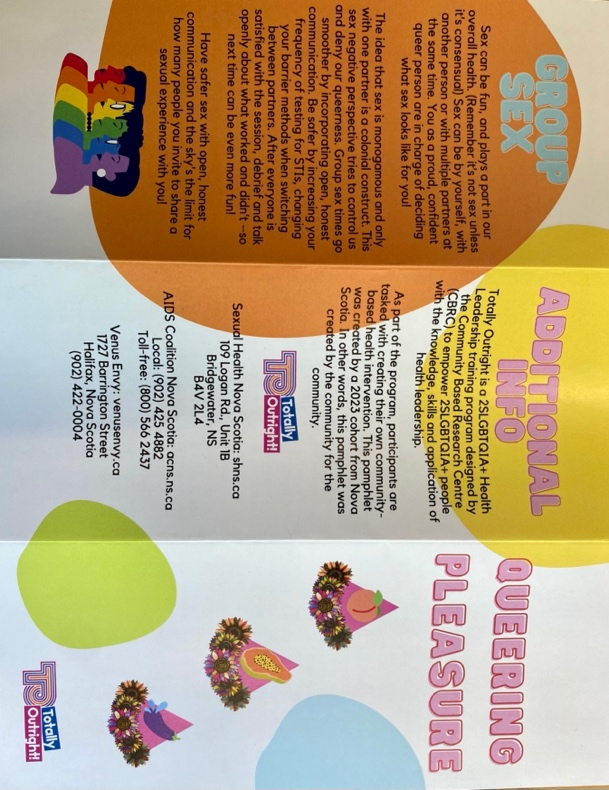 GROUP
SEX
Sex can be fun, and plays a part in our
overall health. (Remember it's not sex unless
it's consensual) Sex can be by yourself, with
another person or with multiple partners at
the same time. You as a proud, confident
queer person are in charge of deciding
what sex looks like for you!
The idea that sex is monogamous and only
with one partner is a colonial construct. This
sex negative perspective tries to control us
and deny our queerness. Group sex times go
smoother by incorporating open, honest
communication. Be safer by increasing your
frequency of testing for STIs, changing
your barrier methods when switching
between partners. After everyone is
satisfied with the session, debrief and talk
openly about what worked and didn't—so
next time can be even more fun!
Have safer sex with open, honest
communication and the sky's the limit for
how many people you invite to share a
sexual experience with you!
ADDITIONAL
INFO
Totally Outright is a 2SLGBTQ1A+ Health
Leadership training program designed by
the Community Based Research Centre
(CBRC) to empower 2SLGBTQ1A+ people
with the knowledge, skills and application of
health leadership.
As part of the program, participants are
tasked with creating their own community-
based health intervention. This pamphlet
was created by a 2023 cohort from Nova
Scotia. In other words, this pamphlet was
created by the community for the
community.
TO Totally
Outright!
Sexual Health Nova Scotia: shns.ca
109 Logan Rd., Unit 1B
Bridgewater, NS
B4V 2L4
AIDS Coalition Nova Scotia: acns.ns.ca
Local: (902) 425 4882
Toll-free: (800) 566 2437
Venus Envy: venusenvy.ca
1727 Barrington Street
Halifax, Nova Scotia
(902) 422-0004
QUEERING
PLEASURE
TO Totally
Outright!